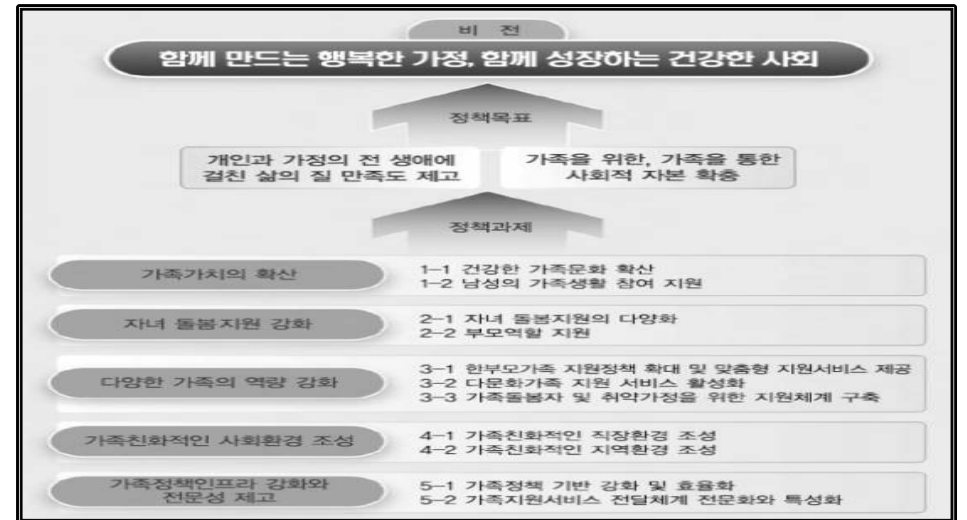 비 전
함께 만드는 행복한 가정, 함께 성장하는 건강한 사회
정책목표
개인과 가정의 전 생애에
걸친 삶의 질 만족도 제고
가족을 위한, 가족을 통한
사회적 자본 확충
정책과제
가족가치의 확산
1-1 건강한 가족문화 확산
1-2 남성의 가족생활 참여 지원
자녀 돌봄지원 강화
2-1 자녀 돌봄지원의 다양화
2-2 부모역할 지원
다양한 가족의 역량 강화
3-1 한부모가족 지원정책 확대 및 맞춤형 지원서비스 제공
3-2 다문화가족 지원 서비스 활성화
3-3 가족돌봄자 및 취약가정을 위한 지원체계 구축
가족친화적인 사회환경 조성
4-1 가족친화적인 직장환경 조성
4-2 가족친화적인 지역환경 조성
가족정책인프라 강화와
전문성 제고
5-1 가족정책 기반 강화 및 효율화
5-2 가족지원서비스 전달체계 전문화와 특성화